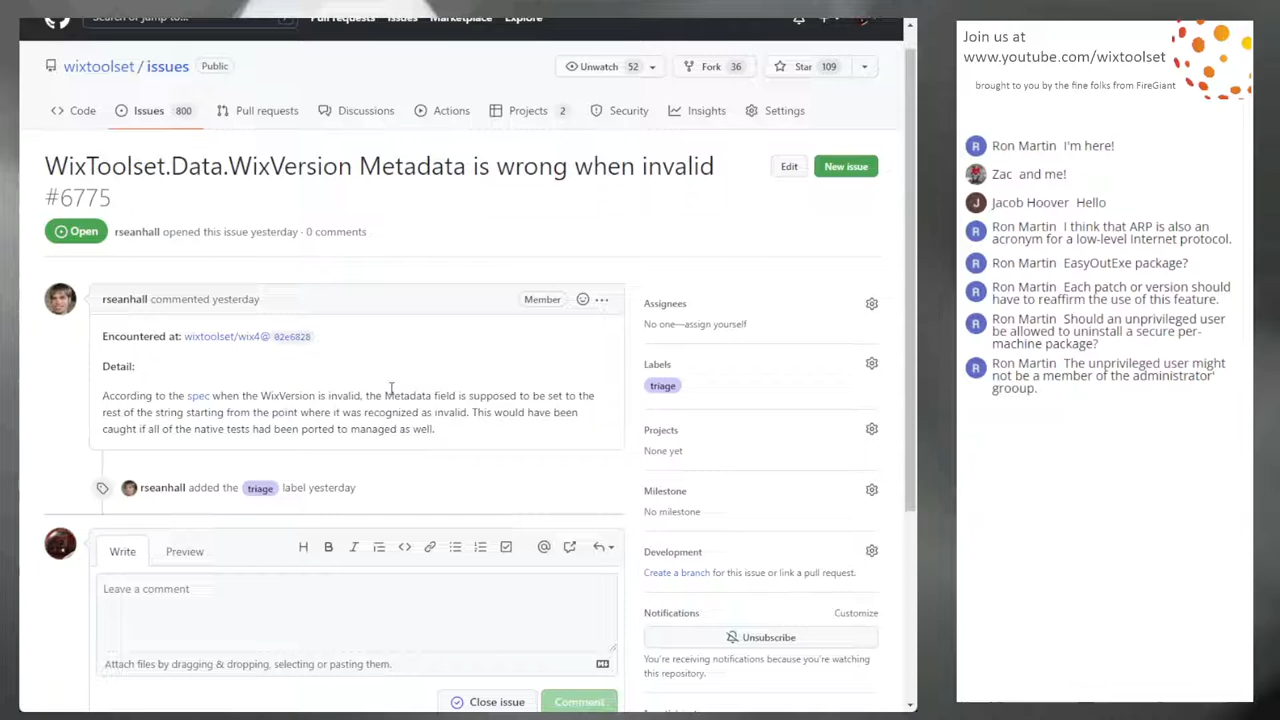 Search or jump to...
Pull requests Issues Marketplace Explore
wixtoolset / issues Public
Unwatch 52
Fork 36
Star 109
Code
Issues 800
Pull requests
Discussions
Actions
Projects 2
Security
Insights
Settings
WixToolset.Data.WixVersion Metadata is wrong when invalid
#6775
Edit
New issue
Open
rseanhall opened this issue yesterday · 0 comments
rseanhall commented yesterday
Member
Encountered at: wixtoolset/wix4@ 02e6828
Detail:
According to the spec when the WixVersion is invalid, the Metadata field is supposed to be set to the
rest of the string starting from the point where it was recognized as invalid. This would have been
caught if all of the native tests had been ported to managed as well.
rseanhall added the triage label yesterday
Write
Preview
Leave a comment
Attach files by dragging & dropping, selecting or pasting them.
Close issue
Comment
Assignees
No one—assign yourself
Labels
triage
Projects
None yet
Milestone
No milestone
Development
Create a branch for this issue or link a pull request.
Notifications
Customize
Unsubscribe
You're receiving notifications because you're watching
this repository.
Join us at
www.youtube.com/wixtoolset
brought to you by the fine folks from FireGiant
R Ron Martin I'm here!
Zac and me!
J Jacob Hoover Hello
R Ron Martin I think that ARP is also an
acronym for a low-level Internet protocol.
R Ron Martin EasyOutExe package?
R Ron Martin Each patch or version should
have to reaffirm the use of this feature.
R Ron Martin Should an unprivileged user
be allowed to uninstall a secure per-
machine package?
R Ron Martin The unprivileged user might
not be a member of the administrator'
grooup.